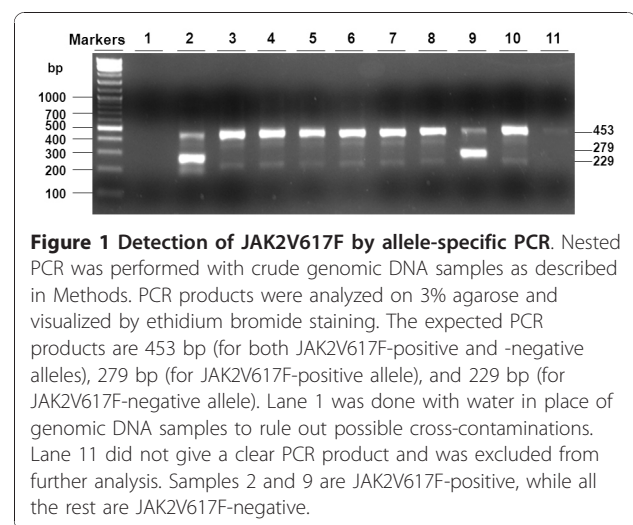 Markers 1 2 3 4 5 6 7 8 9 10 11
bp
1000
700
500
400
300
200
100
453
279
229
Figure 1 Detection of JAK2V617F by allele-specific PCR. Nested
PCR was performed with crude genomic DNA samples as described
in Methods. PCR products were analyzed on 3% agarose and
visualized by ethidium bromide staining. The expected PCR
products are 453 bp (for both JAK2V617F-positive and -negative
alleles), 279 bp (for JAK2V617F-positive allele), and 229 bp (for
JAK2V617F-negative allele). Lane 1 was done with water in place of
genomic DNA samples to rule out possible cross-contaminations.
Lane 11 did not give a clear PCR product and was excluded from
further analysis. Samples 2 and 9 are JAK2V617F-positive, while all
the rest are JAK2V617F-negative.